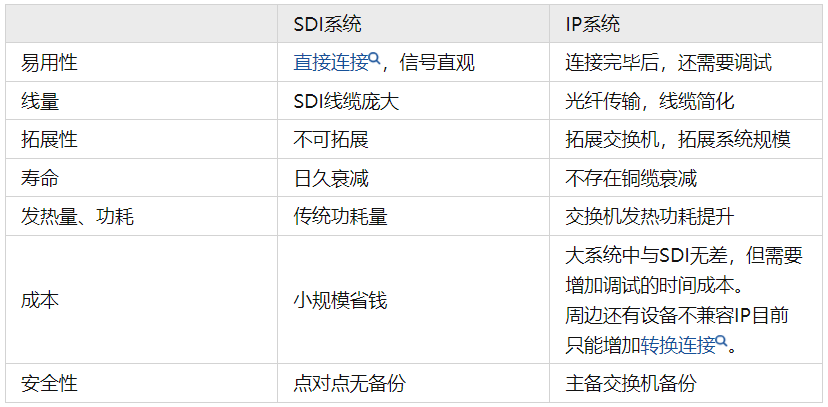 SDI系统 IP系统
易用性 直接连接，信号直观 连接完毕后，还需要调试
线量 SDI线缆庞大 光纤传输，线缆简化
拓展性 不可拓展 拓展交换机，拓展系统规模
寿命 日久衰减 不存在铜缆衰减
发热量、功耗 传统功耗量 交换机发热功耗提升
成本 小规模省钱 大系统中与SDI无差，但需要
增加调试的时间成本。
周边还有设备不兼容IP目前
只能增加转换连接。
安全性 点对点无备份 主备交换机备份